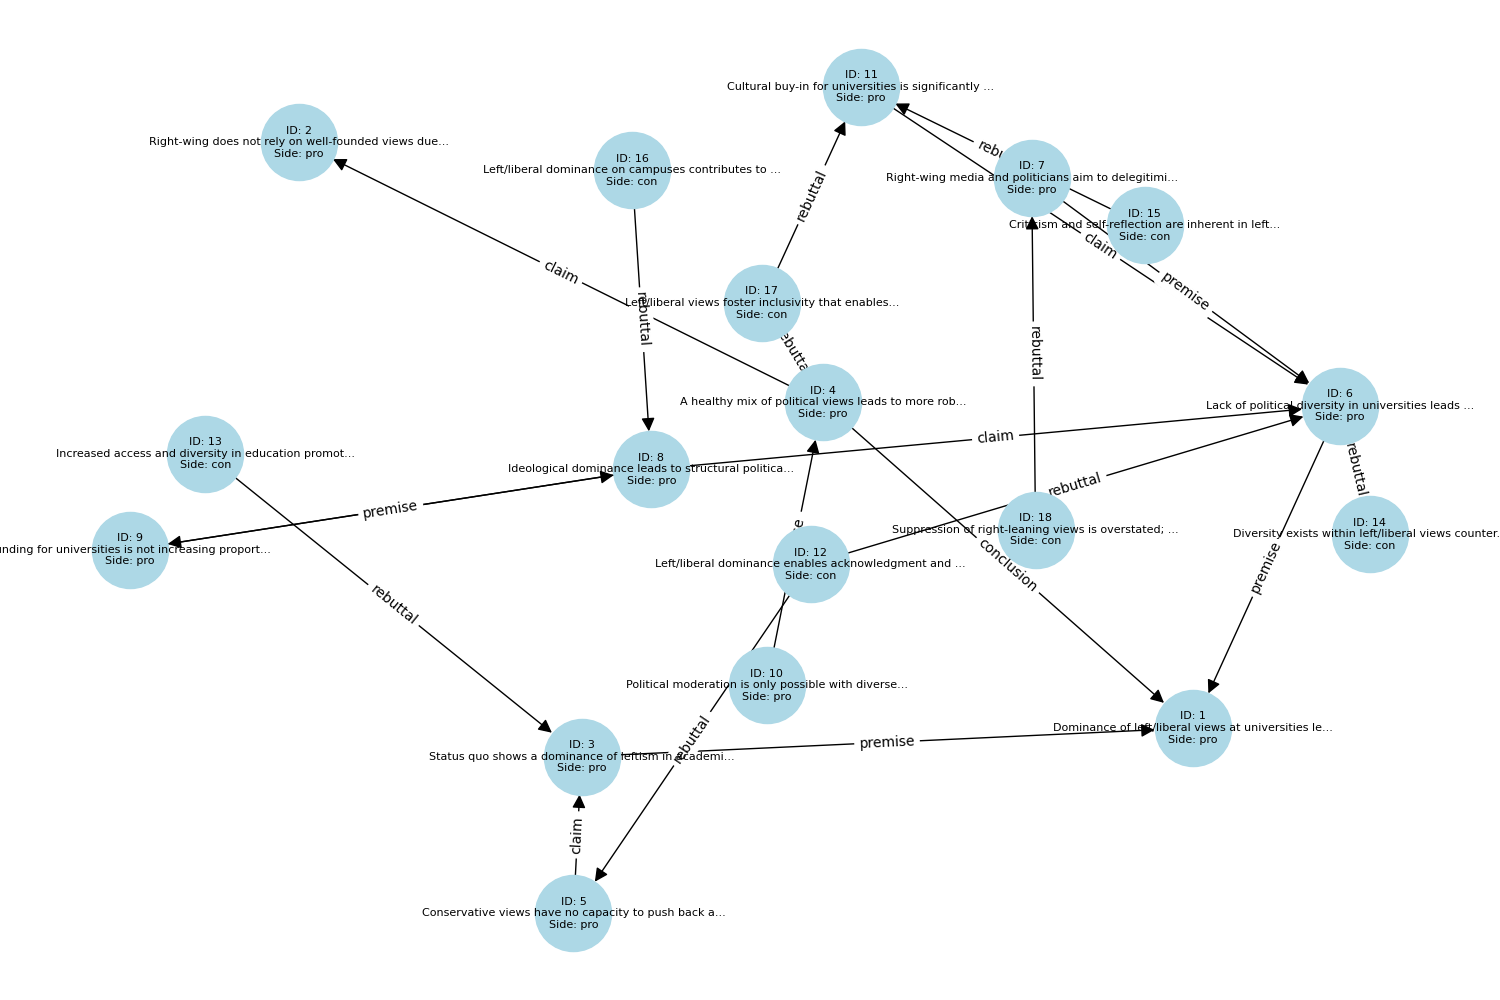 ID: 11
Cultural buy-in for universities is significantly ...
Side: pro
ID: 2
Right-wing does not rely on well-founded views due...
Side: pro
ID: 16
Left/liberal dominance on campuses contributes to ...
Side: con
rebu
ID: 7
Right-wing media and politicians aim to delegitimi...
Side: pro
rebuttal
ID: 15
Criticism and self-reflection are inherent in left...
Side: con
claim
claim
premise
ID: 17
Left/liberal views foster inclusivity that enables...
Side: con
rebuttal
rebuttal
ebutta
ID: 4
A healthy mix of political views leads to more rob...
Side: pro
ID: 6
Lack of political diversity in universities leads ...
Side: pro
claim
ID: 13
Increased access and diversity in education promot...
Side: con
ID: 8
Ideological dominance leads to structural politica...
Side: pro
rebuttal
rebuttal
premise
ID: 9
unding for universities is not increasing proport...
Side: pro
e
ID: 18
Suppression of right-leaning views is overstated; ...
Side: con
ID: 14
Diversity exists within left/liberal views counter.
Side: con
ID: 12
Left/liberal dominance enables acknowledgment and ...
Side: con
conclusion
premise
rebuttal
ID: 10
Political moderation is only possible with diverse...
Side: pro
ID: 1
Dominance of left/liberal views at universities le...
Side: pro
rebuttal
premise
ID: 3
Status quo shows a dominance of leftism in academi...
Side: pro
claim
ID: 5
Conservative views have no capacity to push back a...
Side: pro